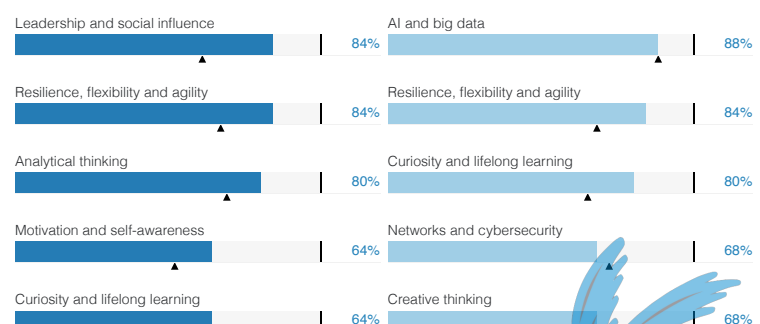 Leadership and social influence
84%
Resilience, flexibility and agility
84%
Analytical thinking
80%
Motivation and self-awareness
64%
Curiosity and lifelong learning
64%
AI and big data
88%
Resilience, flexibility and agility
84%
Curiosity and lifelong learning
80%
Networks and cybersecurity
68%
Creative thinking
68%